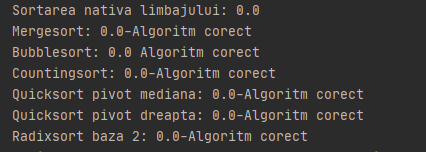 Sortarea nativa limbajului: 0.0
Mergesort: 0.0-Algoritm corect
Bubblesort: 0.0 Algoritm corect
Countingsort: 0.0-Algoritm corect
Quicksort pivot mediana: 0.0-Algoritm corect
Quicksort pivot dreapta: 0.0-Algoritm corect
Radixsort baza 2: 0.0-Algoritm corect